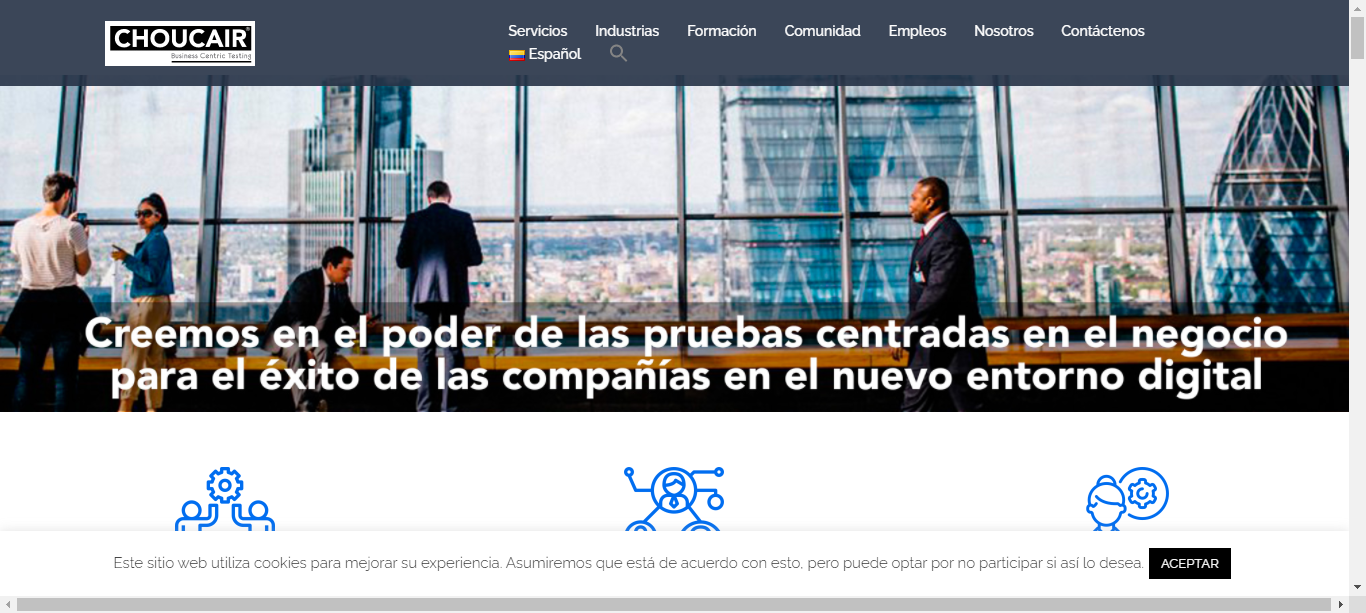 CHOUCAIR
Business Centric Testing
Servicios Industrias Formación Comunidad Empleos Nosotros Contáctenos
Español
Creemos en el poder de las pruebas centradas en el negocio
para el éxito de las compañías en el nuevo entorno digital
Este sitio web utiliza cookies para mejorar su experiencia. Asumiremos que está de acuerdo con esto, pero puede optar por no participar si así lo desea. ACEPTAR